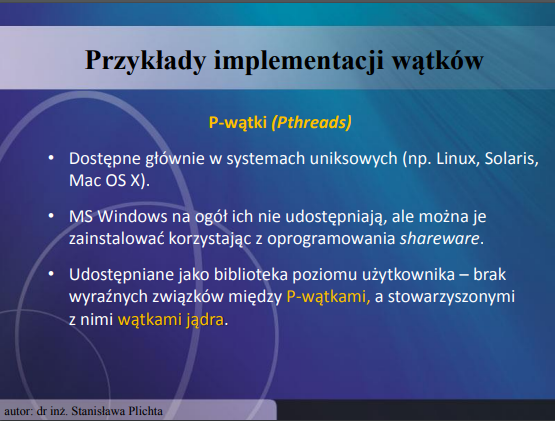 Przykłady implementacji wątków
P-wątki (Pthreads)
• Dostępne głównie w systemach uniksowych (np. Linux, Solaris,
Mac OS X).
• MS Windows na ogół ich nie udostępniają, ale można je
zainstalować korzystając z oprogramowania shareware.
• Udostępniane jako biblioteka poziomu użytkownika – brak
wyraźnych związków między P-wątkami, a stowarzyszonymi
z nimi wątkami jądra.
autor: dr inż. Stanisława Plichta